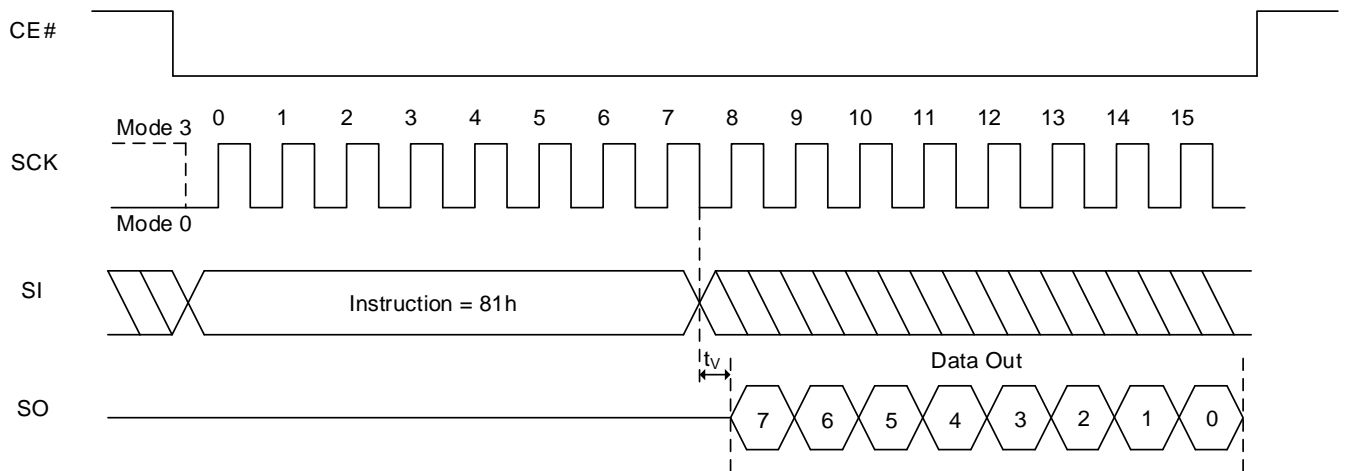 CE#
0 1 2 3 4 5 6 7 8 9 10 11 12 13 14 15
Mode 3
SCK
Mode 0
SI
Instruction = 81h
tV
Data Out
SO
7 6 5 4 3 2 1 0